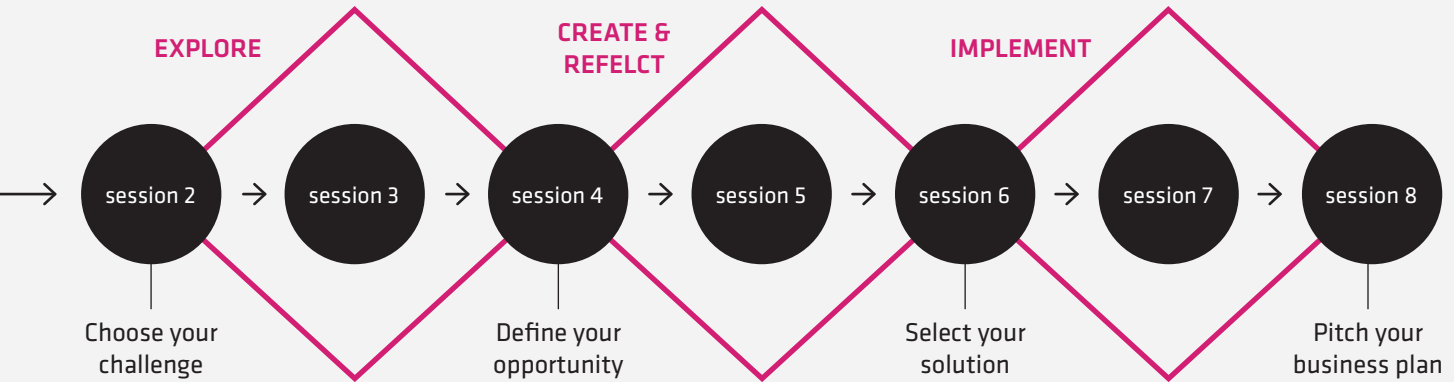 EXPLORE
CREATE &
REFELCT
IMPLEMENT
session 2
session 3
session 4
session 5
session 6
session 7
session 8
Choose your
challenge
Define your
opportunity
Select your
solution
Pitch your
business plan